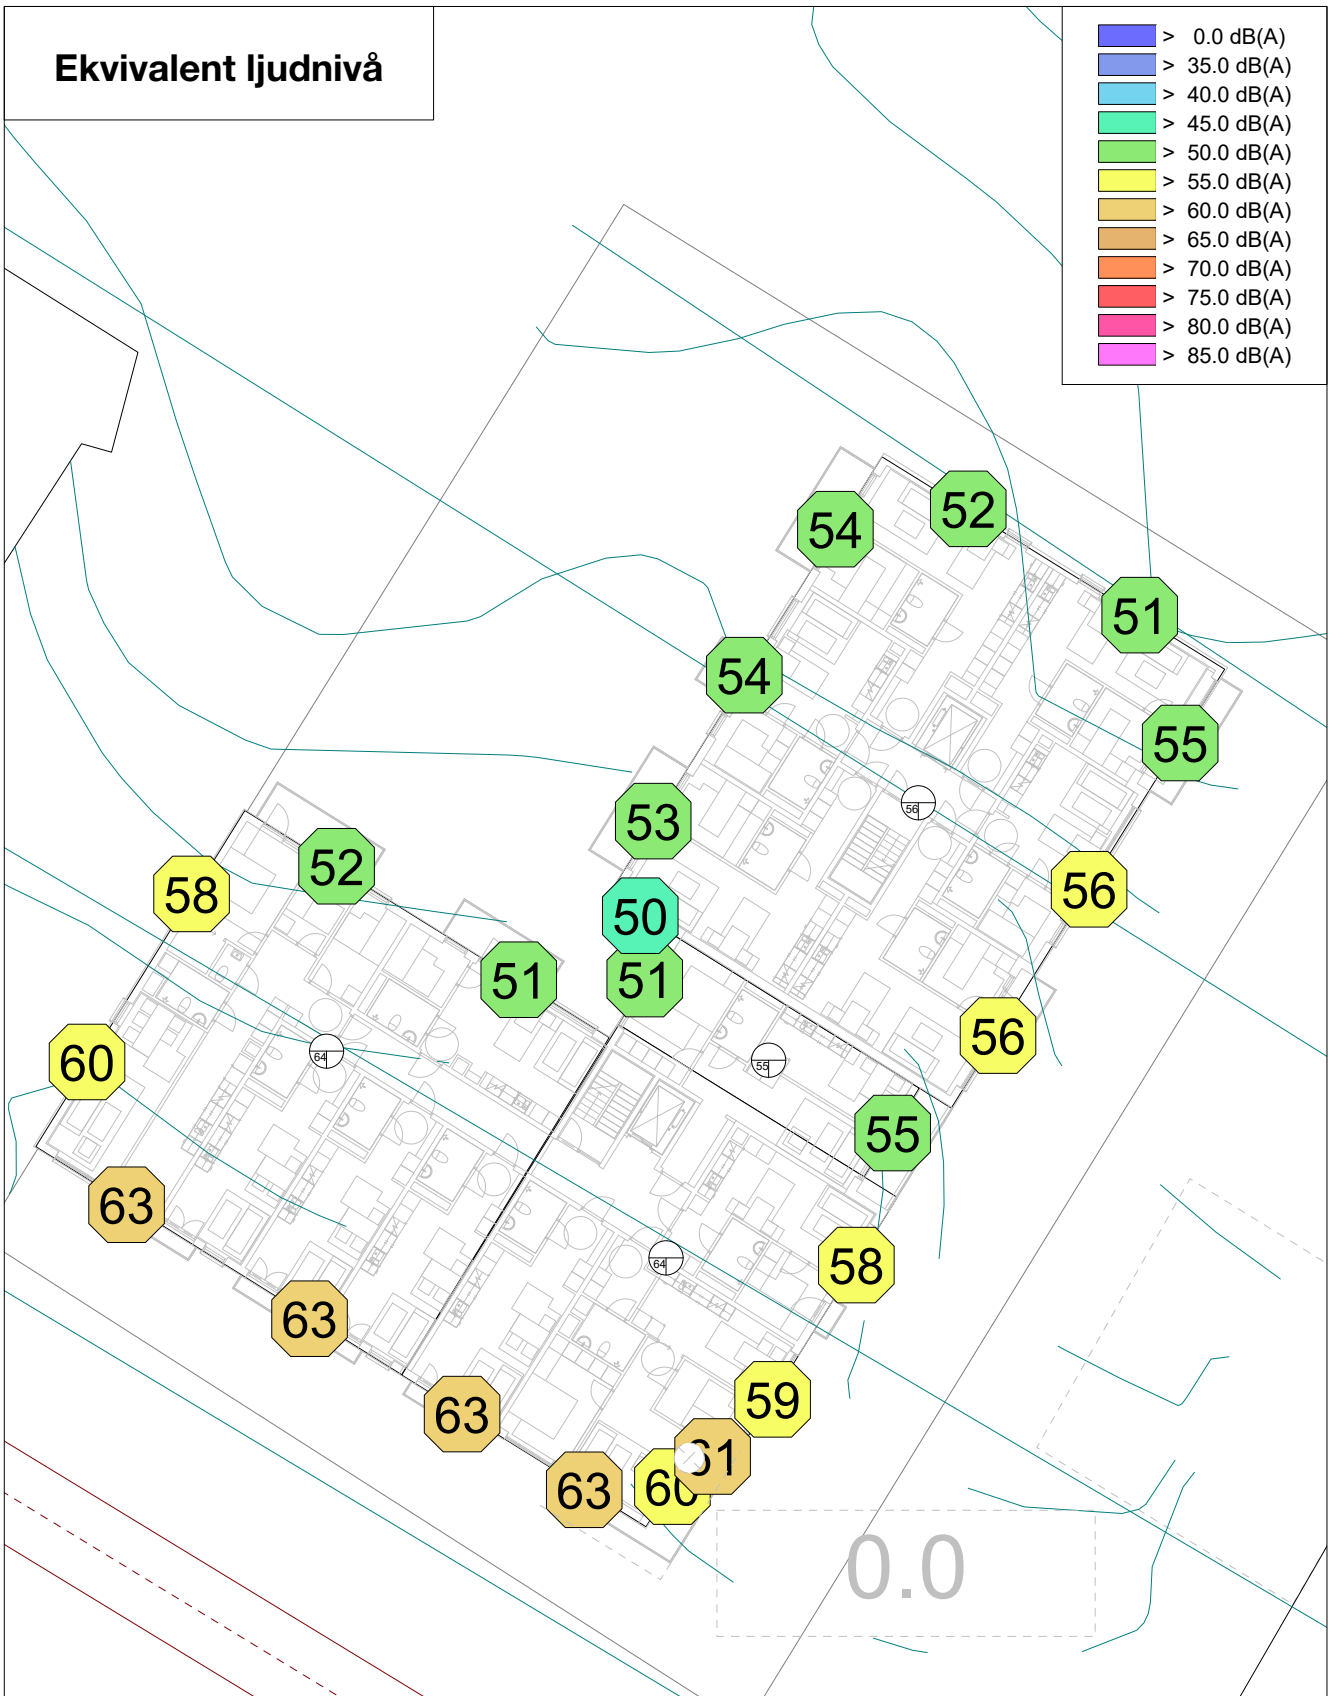 Ekvivalent ljudnivå
> 0.0 dB(A)
> 35.0 dB(A)
> 40.0 dB(A)
> 45.0 dB(A)
> 50.0 dB(A)
> 55.0 dB(A)
> 60.0 dB(A)
> 65.0 dB(A)
> 70.0 dB(A)
> 75.0 dB(A)
> 80.0 dB(A)
> 85.0 dB(A)
52
54
51
54
55
56
53
52
58
56
50
51
51
56
64
60
55
55
63
58
64
63
59
63
61
60
63
0.0